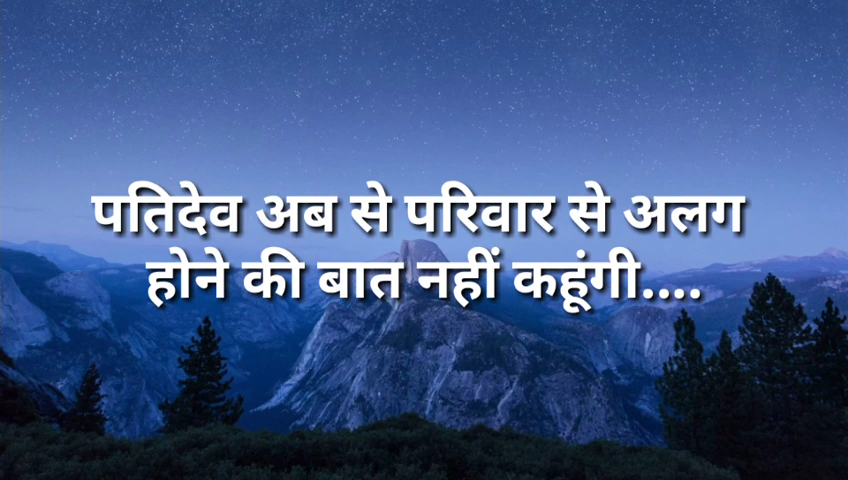 पतिदेव अब से परिवार से अलग
होने की बात नहीं कहूंगी....